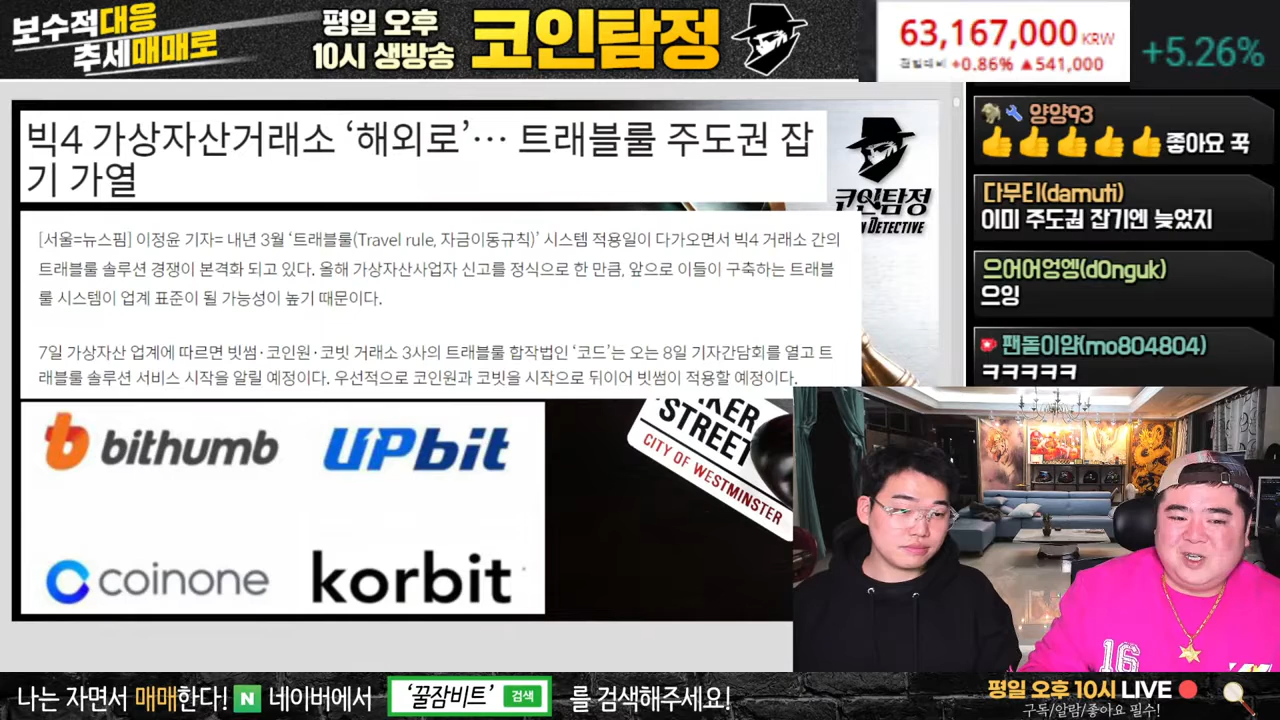 보수적대응
추세매매로
평일 오후
10시 생방송
코인탐정
63,167,000 KRW
전일대비 +0.86% ▲541,000
+5.26%
빅4 가상자산거래소 ‘해외로’… 트래블룰 주도권 잡
기 가열
[서울=뉴스핌] 이정윤 기자= 내년 3월 ‘트래블룰(Travel rule, 자금이동규칙)’ 시스템 적용일이 다가오면서 빅4 거래소 간의
트래블룰 솔루션 경쟁이 본격화 되고 있다. 올해 가상자산사업자 신고를 정식으로 한 만큼, 앞으로 이들이 구축하는 트래블
룰 시스템이 업계 표준이 될 가능성이 높기 때문이다.
7일 가상자산 업계에 따르면 빗썸·코인원·코빗 거래소 3사의 트래블룰 합작법인 ‘코드’는 오는 8일 기자간담회를 열고 트
래블룰 솔루션 서비스 시작을 알릴 예정이다. 우선적으로 코인원과 코빗을 시작으로 뒤이어 빗썸이 적용할 예정이다.
코인탐정
DETECTIVE
bithumb
UPbit
coinone
korbit
STREET
CITY OF WESTMINSTER
양양93
👍👍👍👍👍좋아요 꾹
다무티(damuti)
이미 주도권 잡기엔 늦었지
으어어엉엥(d0nguk)
으잉
팬돌이얌(mo804804)
ㅋㅋㅋㅋㅋ
16
나는 자면서 매매한다! N 네이버에서 ‘꿀잠비트’ 검색 를 검색해주세요!
평일 오후 10시 LIVE
구독/알람/좋아요 필수!